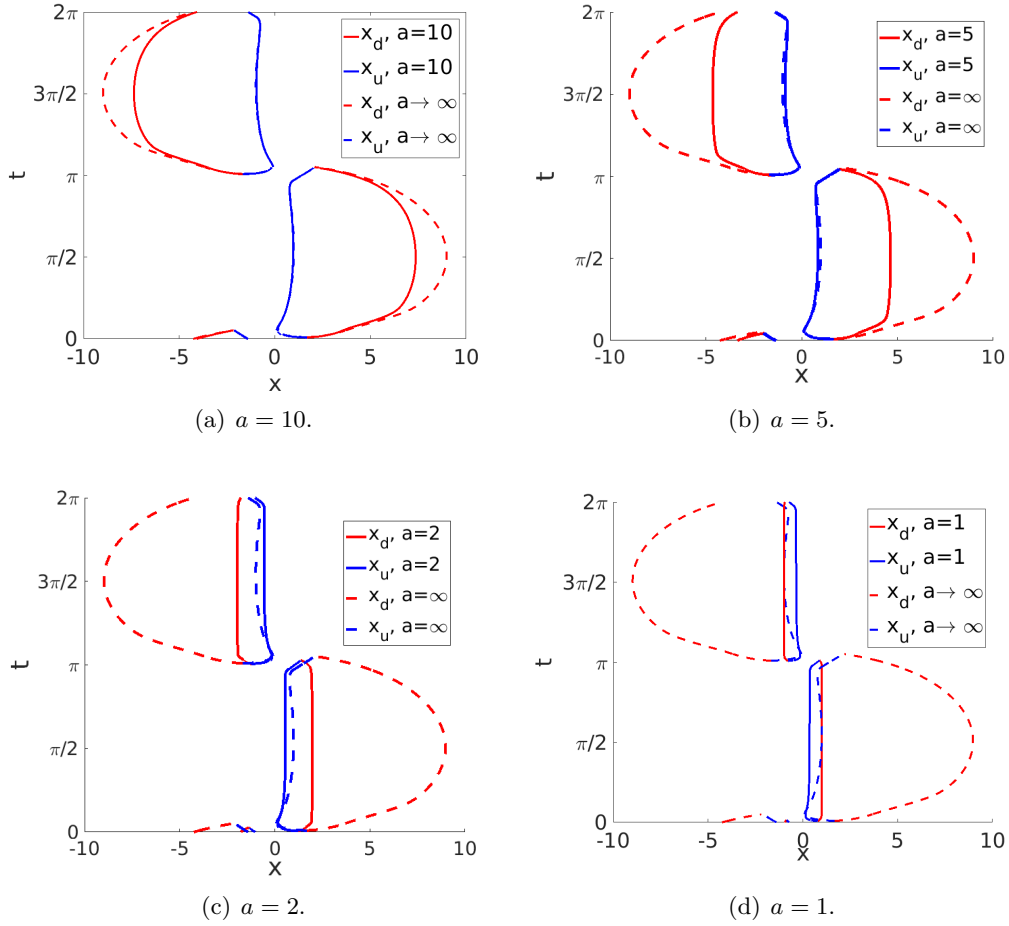 2π
3π/2
π
π/2
0
t
-10
-5
0
5
10
x
x_d, a=10
x_u, a=10
x_d, a→ ∞
x_u, a→ ∞
(a) a = 10.
2π
3π/2
π
π/2
0
t
-10
-5
0
5
10
x
x_d, a=5
x_u, a=5
x_d, a=∞
x_u, a=∞
(b) a = 5.
2π
3π/2
π
π/2
0
t
-10
-5
0
5
10
x
x_d, a=2
x_u, a=2
x_d, a=∞
x_u, a=∞
(c) a = 2.
2π
3π/2
π
π/2
0
t
-10
-5
0
5
10
x
x_d, a=1
x_u, a=1
x_d, a→ ∞
x_u, a→ ∞
(d) a = 1.